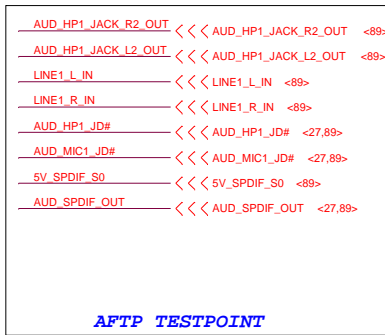 AUD_HP1_JACK_R2_OUT AUD_HP1_JACK_R2_OUT <89>
AUD_HP1_JACK_L2_OUT AUD_HP1_JACK_L2_OUT <89>
LINE1_L_IN LINE1_L_IN <89>
LINE1_R_IN LINE1_R_IN <89>
AUD_HP1_JD# AUD_HP1_JD# <27,89>
AUD_MIC1_JD# AUD_MIC1_JD# <27,89>
5V_SPDIF_S0 5V_SPDIF_S0 <89>
AUD_SPDIF_OUT AUD_SPDIF_OUT <27,89>
AFTP TESTPOINT